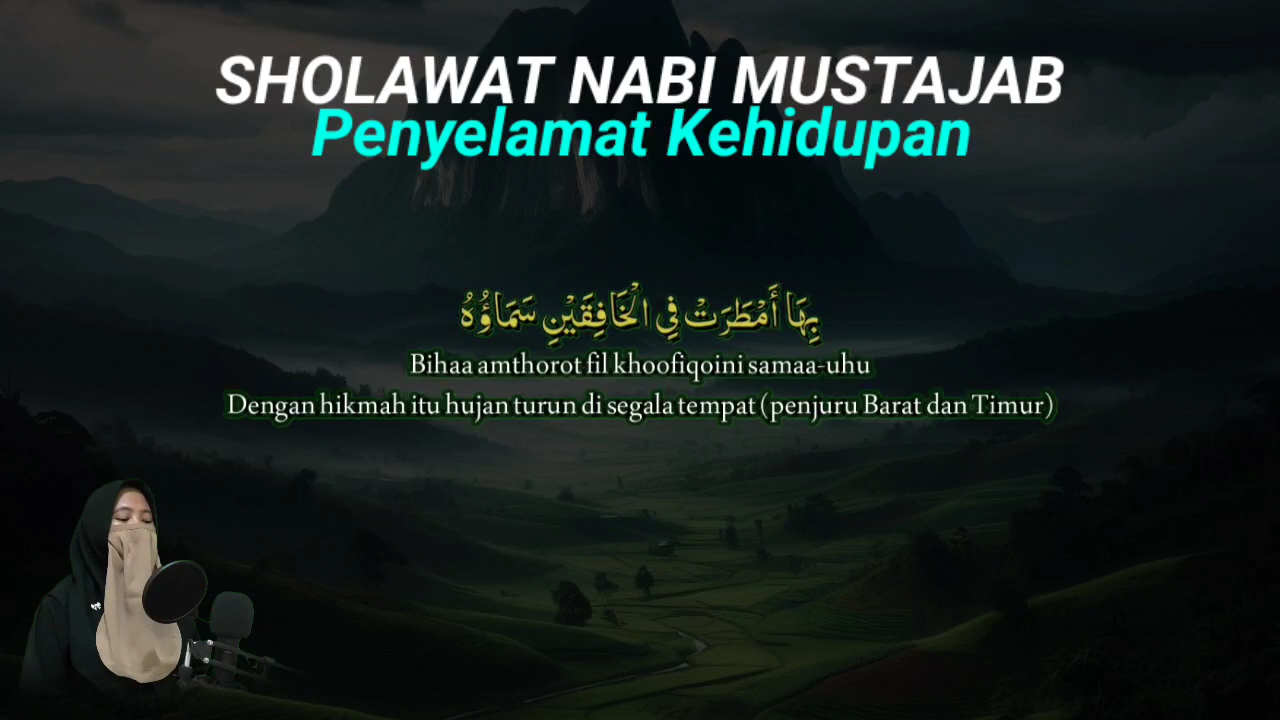 SHOLAWAT NABI MUSTAJAB
Penyelamat Kehidupan
بِهَا أَمْطَرَتْ فِي الْخَافِقَيْنِ سَمَاؤُهُ
Bihaa amthorot fil khoofiqoini samaa-uhu
Dengan hikmah itu hujan turun di segala tempat (penjuru Barat dan Timur)